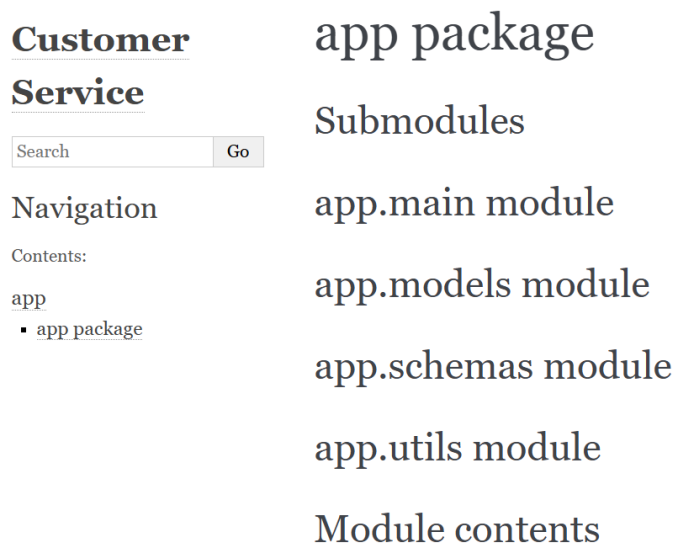 Customer
Service
Search
Go
Navigation
Contents:
app
app package
app package
Submodules
app.main module
app.models module
app.schemas module
app.utils module
Module contents